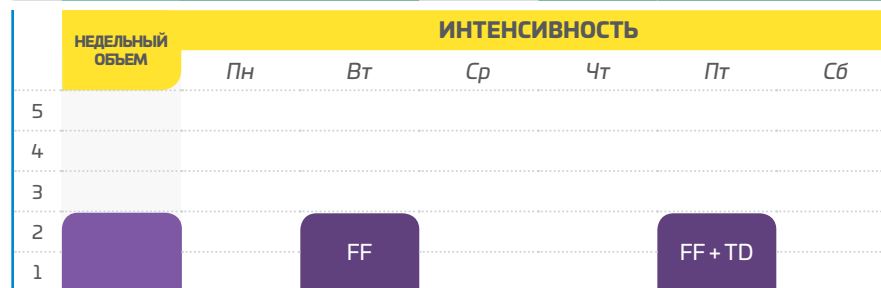 НЕДЕЛЬНЫЙ
ОБЪЕМ
ИНТЕНСИВНОСТЬ
Пн Вт Ср Чт Пт Сб
5
4
3
2
FF FF + TD
1